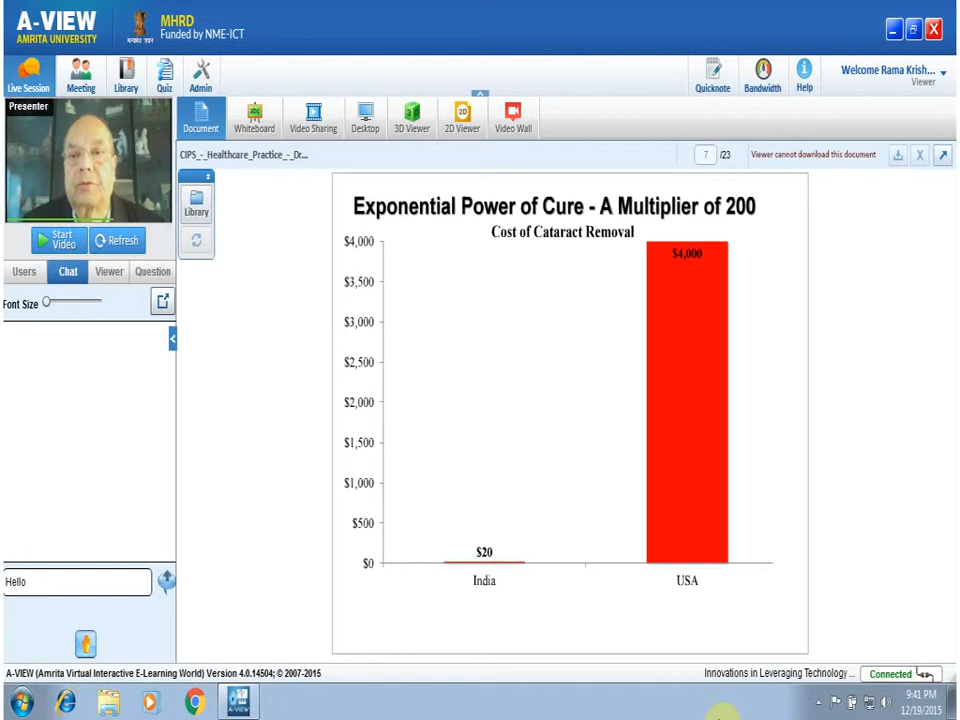 A-VIEW
AMRITA UNIVERSITY
MHRD
Funded by NME-ICT
Live Session
Meeting
Library
Quiz
Admin
Quicknote
Bandwidth
Help
Welcome Rama Krish...
Viewer
Presenter
Document
Whiteboard
Video Sharing
Desktop
3D Viewer
2D Viewer
Video Wall
CIPS_-_Healthcare_Practice_-_Dr...
7 /23
Viewer cannot download this document
Library
Start Video
Refresh
Users
Chat
Viewer
Question
Font Size
Exponential Power of Cure - A Multiplier of 200
Cost of Cataract Removal
$4,000
$3,500
$3,000
$2,500
$2,000
$1,500
$1,000
$500
$0
$4,000
$20
India
USA
Hello
A-VIEW (Amrita Virtual Interactive E-Learning World) Version 4.0.14504; © 2007-2015
Innovations in Leveraging Technology ...
Connected
9:41 PM
12/19/2015